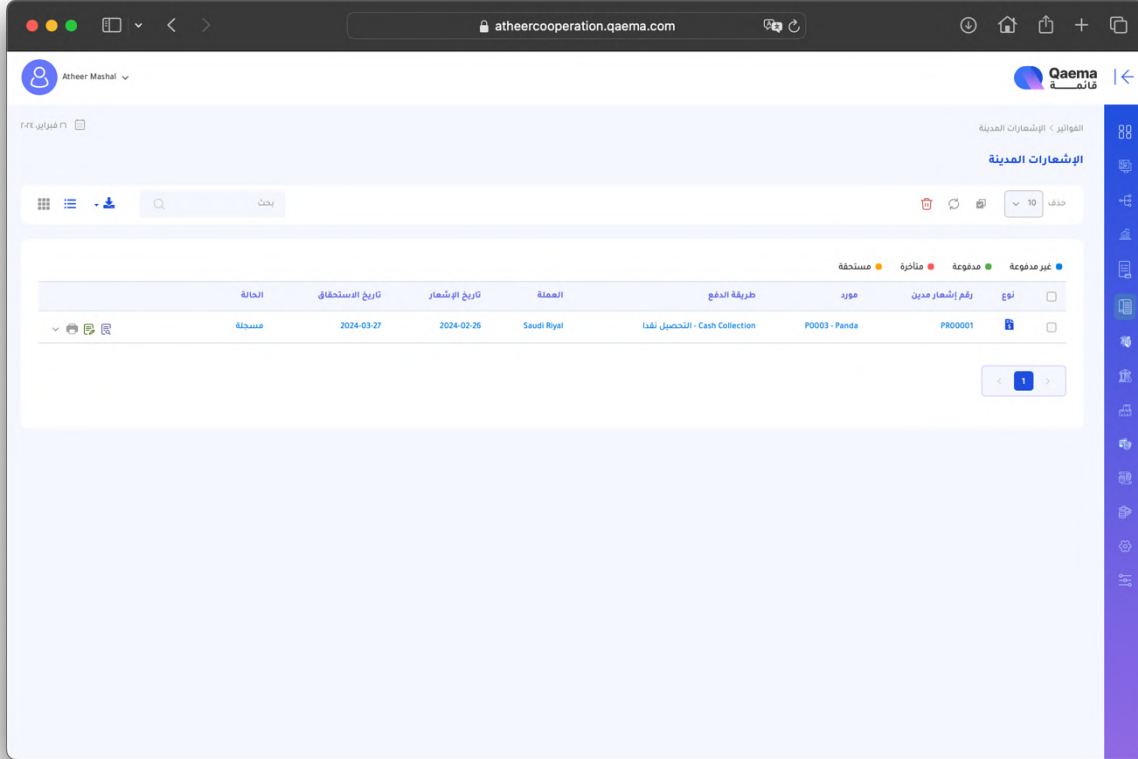 atheercooperation.qaema.com
Atheer Mashal
Qaema
قائمـــة
الفواتير > الإشعارات المدينة
٢٦ فبراير، ٢٠٢٤
الإشعارات المدينة
حذف 10
بحث
غير مدفوعة مدفوعة متأخرة مستحقة
نوع رقم إشعار مدين مورد طريقة الدفع العملة تاريخ الإشعار تاريخ الاستحقاق الحالة
PR00001 P0003 - Panda Cash Collection - التحصيل نقدا Saudi Riyal 2024-02-26 2024-03-27 مسجلة
1